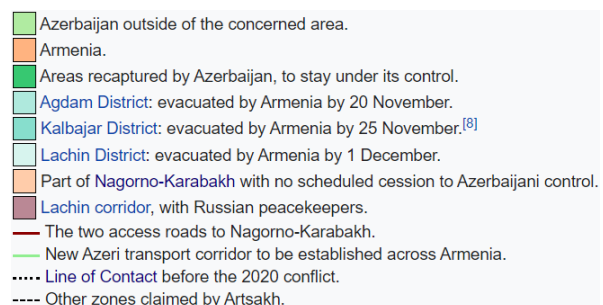 Azerbaijan outside of the concerned area.
Armenia.
Areas recaptured by Azerbaijan, to stay under its control.
Agdam District: evacuated by Armenia by 20 November.
Kalbajar District: evacuated by Armenia by 25 November.[8]
Lachin District: evacuated by Armenia by 1 December.
Part of Nagorno-Karabakh with no scheduled cession to Azerbaijani control.
Lachin corridor, with Russian peacekeepers.
The two access roads to Nagorno-Karabakh.
New Azeri transport corridor to be established across Armenia.
Line of Contact before the 2020 conflict.
Other zones claimed by Artsakh.